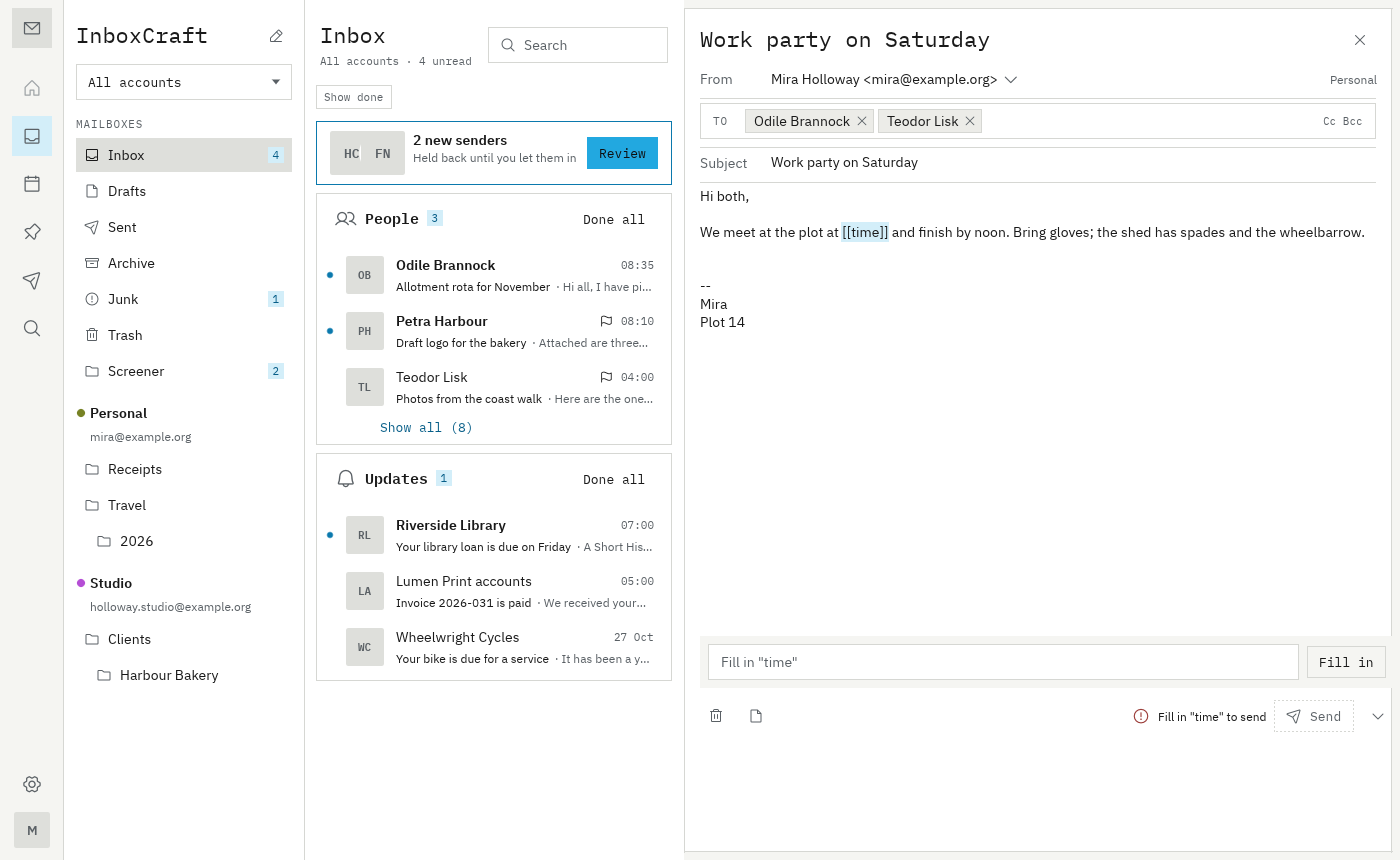 InboxCraft
All accounts
MAILBOXES
Inbox 4
Drafts
Sent
Archive
Junk 1
Trash
Screener 2
Personal
mira@example.org
Receipts
Travel
2026
Studio
holloway.studio@example.org
Clients
Harbour Bakery
M
Inbox
All accounts · 4 unread
Search
Show done
HC FN
2 new senders
Held back until you let them in
Review
People 3 Done all
OB
Odile Brannock 08:35
Allotment rota for November · Hi all, I have pi…
PH
Petra Harbour 08:10
Draft logo for the bakery · Attached are three…
TL
Teodor Lisk 04:00
Photos from the coast walk · Here are the one…
Show all (8)
Updates 1 Done all
RL
Riverside Library 07:00
Your library loan is due on Friday · A Short His…
LA
Lumen Print accounts 05:00
Invoice 2026-031 is paid · We received your…
WC
Wheelwright Cycles 27 Oct
Your bike is due for a service · It has been a y…
Work party on Saturday
From Mira Holloway <mira@example.org> Personal
TO Odile Brannock Teodor Lisk Cc Bcc
Subject Work party on Saturday
Hi both,
We meet at the plot at [[time]] and finish by noon. Bring gloves; the shed has spades and the wheelbarrow.
--
Mira
Plot 14
Fill in "time" Fill in
Fill in "time" to send Send